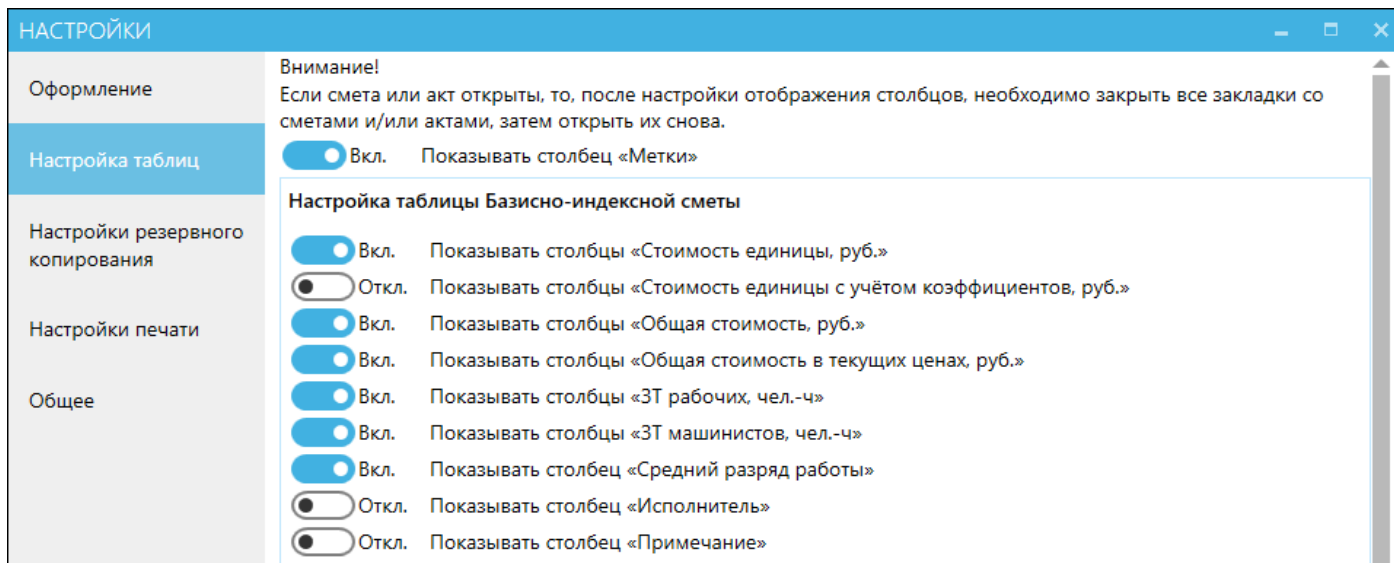 НАСТРОЙКИ
Оформление
Настройка таблиц
Настройки резервного
копирования
Настройки печати
Общее
Внимание!
Если смета или акт открыты, то, после настройки отображения столбцов, необходимо закрыть все закладки со
сметами и/или актами, затем открыть их снова.
Вкл. Показывать столбец «Метки»
Настройка таблицы Базисно-индексной сметы
Вкл. Показывать столбцы «Стоимость единицы, руб.»
Откл. Показывать столбцы «Стоимость единицы с учётом коэффициентов, руб.»
Вкл. Показывать столбцы «Общая стоимость, руб.»
Вкл. Показывать столбцы «Общая стоимость в текущих ценах, руб.»
Вкл. Показывать столбцы «ЗТ рабочих, чел.-ч»
Вкл. Показывать столбцы «ЗТ машинистов, чел.-ч»
Вкл. Показывать столбец «Средний разряд работы»
Откл. Показывать столбец «Исполнитель»
Откл. Показывать столбец «Примечание»